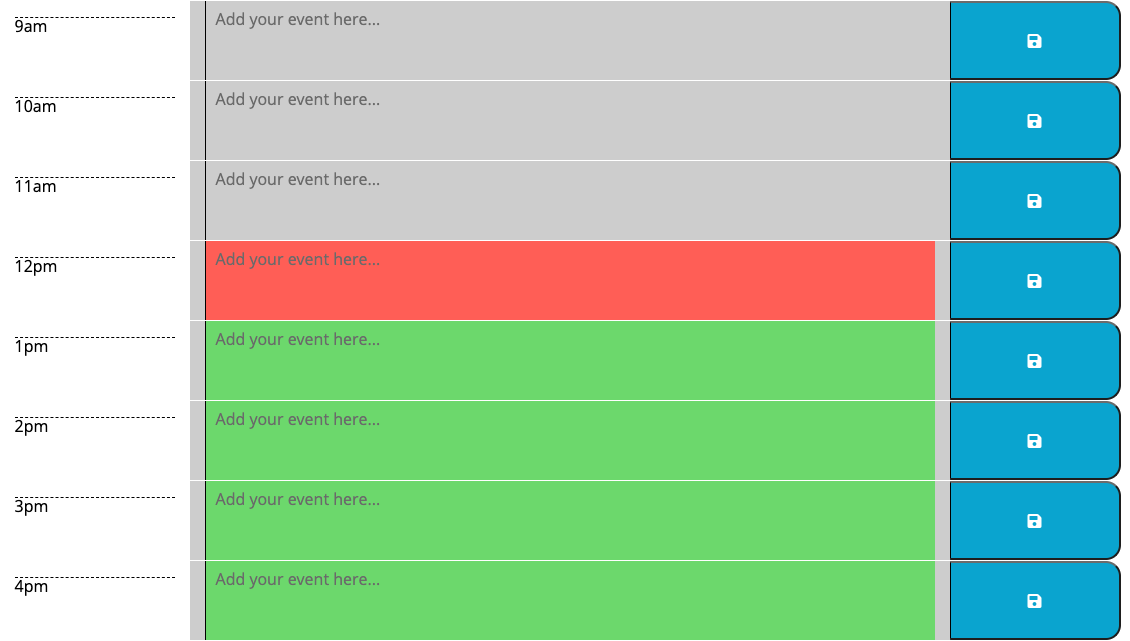 9am
Add your event here...
10am
Add your event here...
11am
Add your event here...
12pm
Add your event here...
1pm
Add your event here...
2pm
Add your event here...
3pm
Add your event here...
4pm
Add your event here...